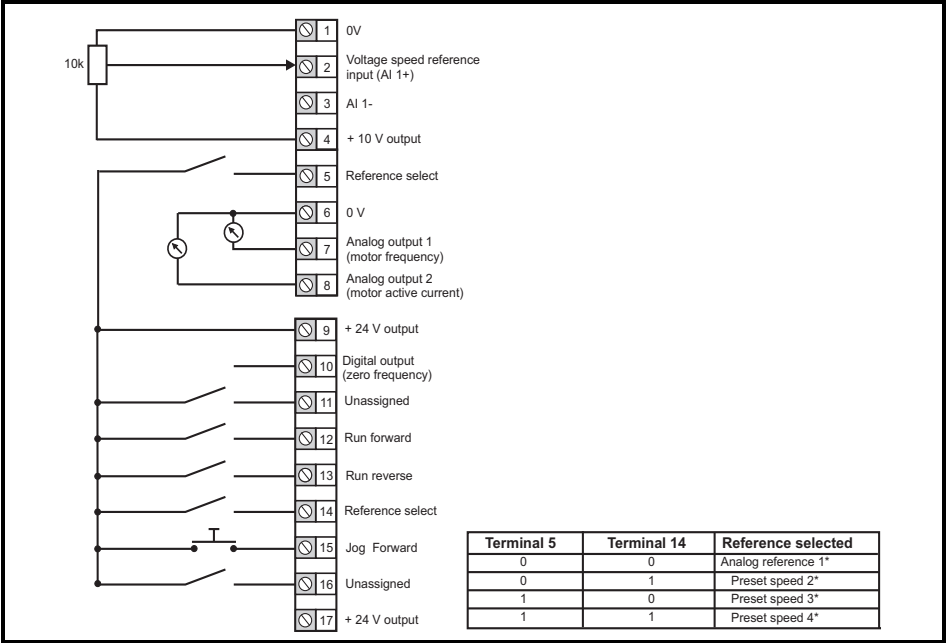 1 0V
10k
2 Voltage speed reference
input (AI 1+)
3 AI 1-
4 + 10 V output
5 Reference select
6 0 V
7 Analog output 1
(motor frequency)
8 Analog output 2
(motor active current)
9 + 24 V output
10 Digital output
(zero frequency)
11 Unassigned
12 Run forward
13 Run reverse
14 Reference select
15 Jog Forward
16 Unassigned
17 + 24 V output
Terminal 5 Terminal 14 Reference selected
0 0 Analog reference 1*
0 1 Preset speed 2*
1 0 Preset speed 3*
1 1 Preset speed 4*